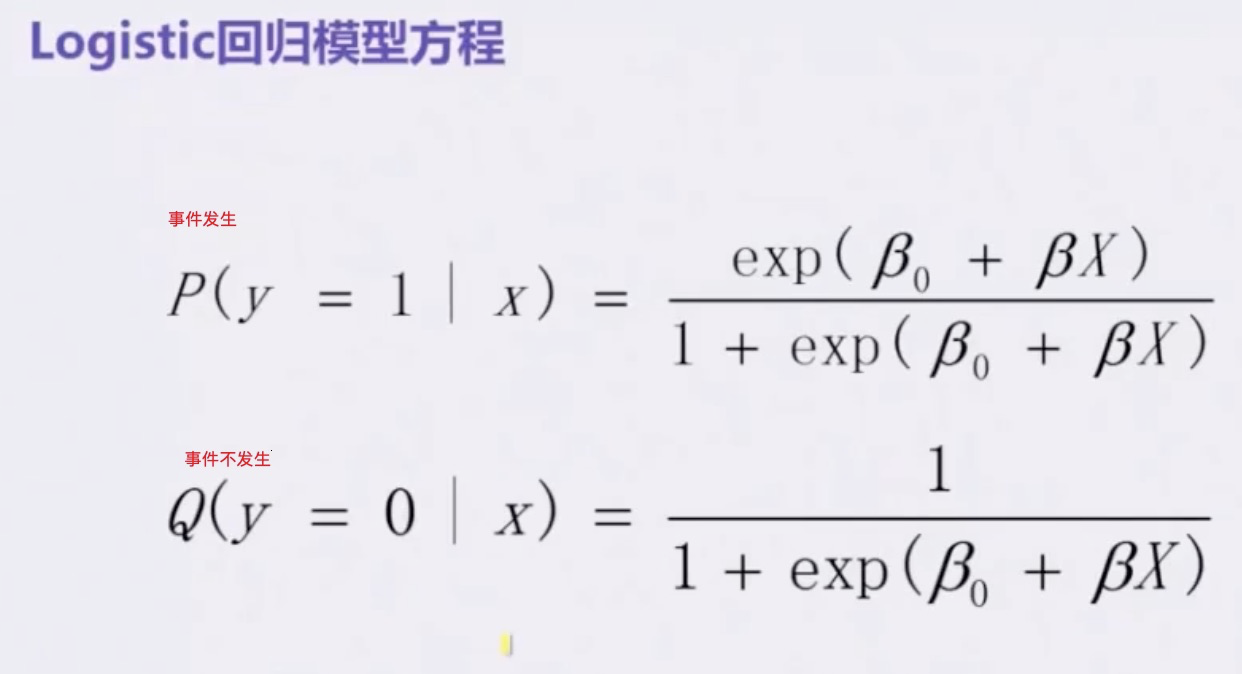 Logistic回归模型方程
事件发生
P(y = 1 | x) = exp(β₀ + βX) / 1 + exp(β₀ + βX)
事件不发生
Q(y = 0 | x) = 1 / 1 + exp(β₀ + βX)